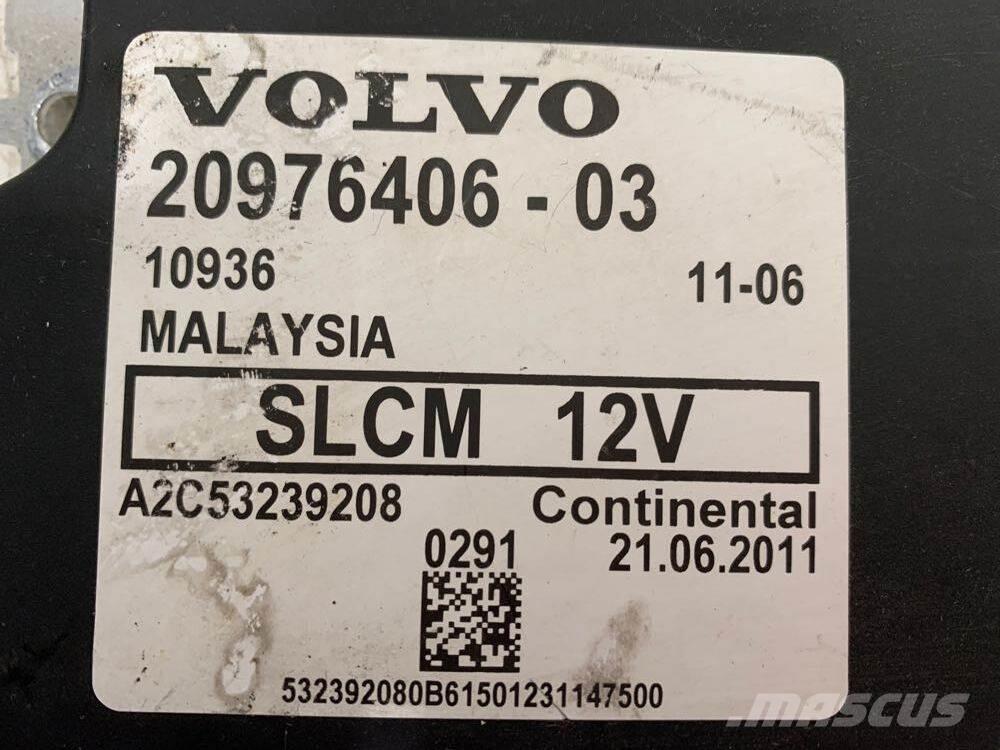 VOLVO
20976406 - 03
10936 11-06
MALAYSIA
SLCM 12V
A2C53239208 Continental
0291 21.06.2011
532392080B61501231147500
MASCUS